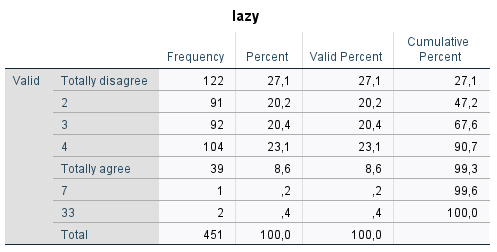 lazy
Frequency Percent Valid Percent Cumulative Percent
Valid Totally disagree 122 27,1 27,1 27,1
2 91 20,2 20,2 47,2
3 92 20,4 20,4 67,6
4 104 23,1 23,1 90,7
Totally agree 39 8,6 8,6 99,3
7 1 ,2 ,2 99,6
33 2 ,4 ,4 100,0
Total 451 100,0 100,0